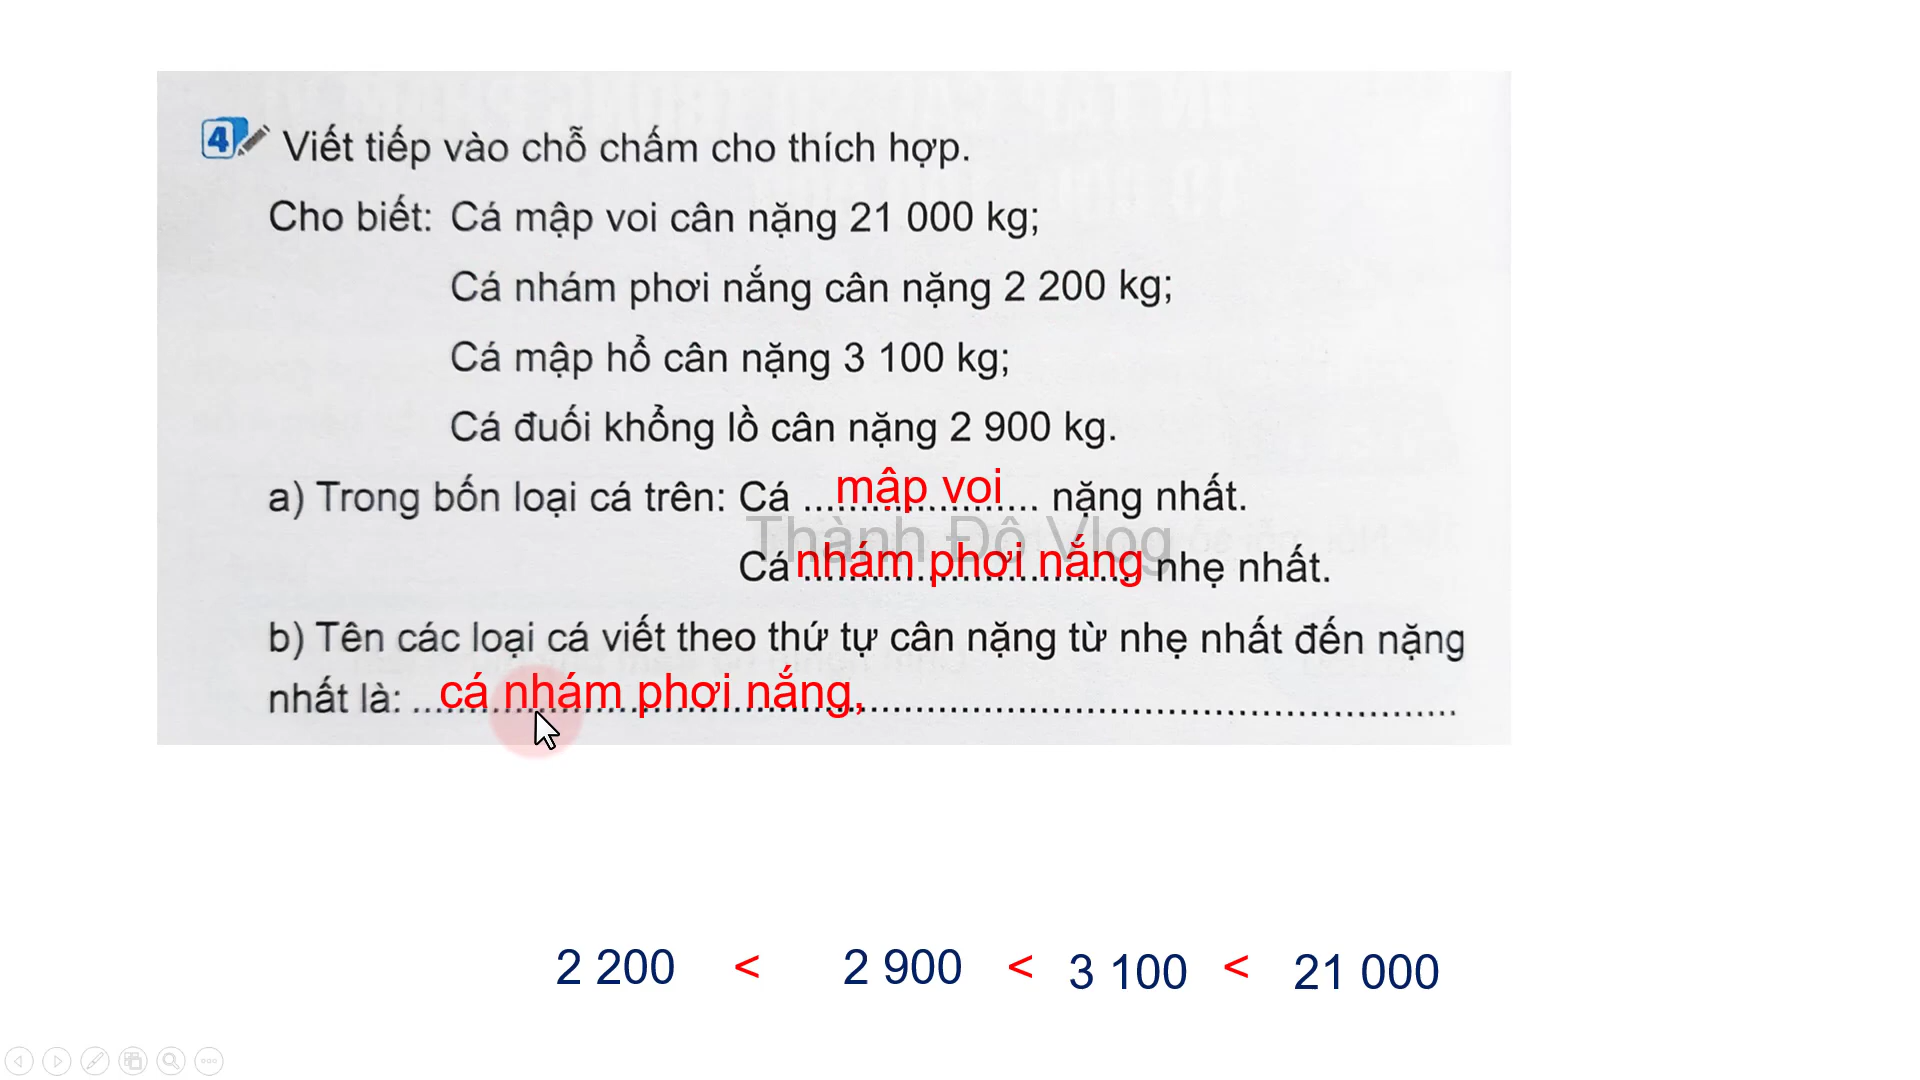 4 Viết tiếp vào chỗ chấm cho thích hợp.
Cho biết: Cá mập voi cân nặng 21 000 kg;
Cá nhám phơi nắng cân nặng 2 200 kg;
Cá mập hổ cân nặng 3 100 kg;
Cá đuối khổng lồ cân nặng 2 900 kg.
a) Trong bốn loại cá trên: Cá mập voi nặng nhất.
Thành Đô Vlog
Cá nhám phơi nắng nhẹ nhất.
b) Tên các loại cá viết theo thứ tự cân nặng từ nhẹ nhất đến nặng
nhất là: cá nhám phơi nắng,
2 200 < 2 900 < 3 100 < 21 000